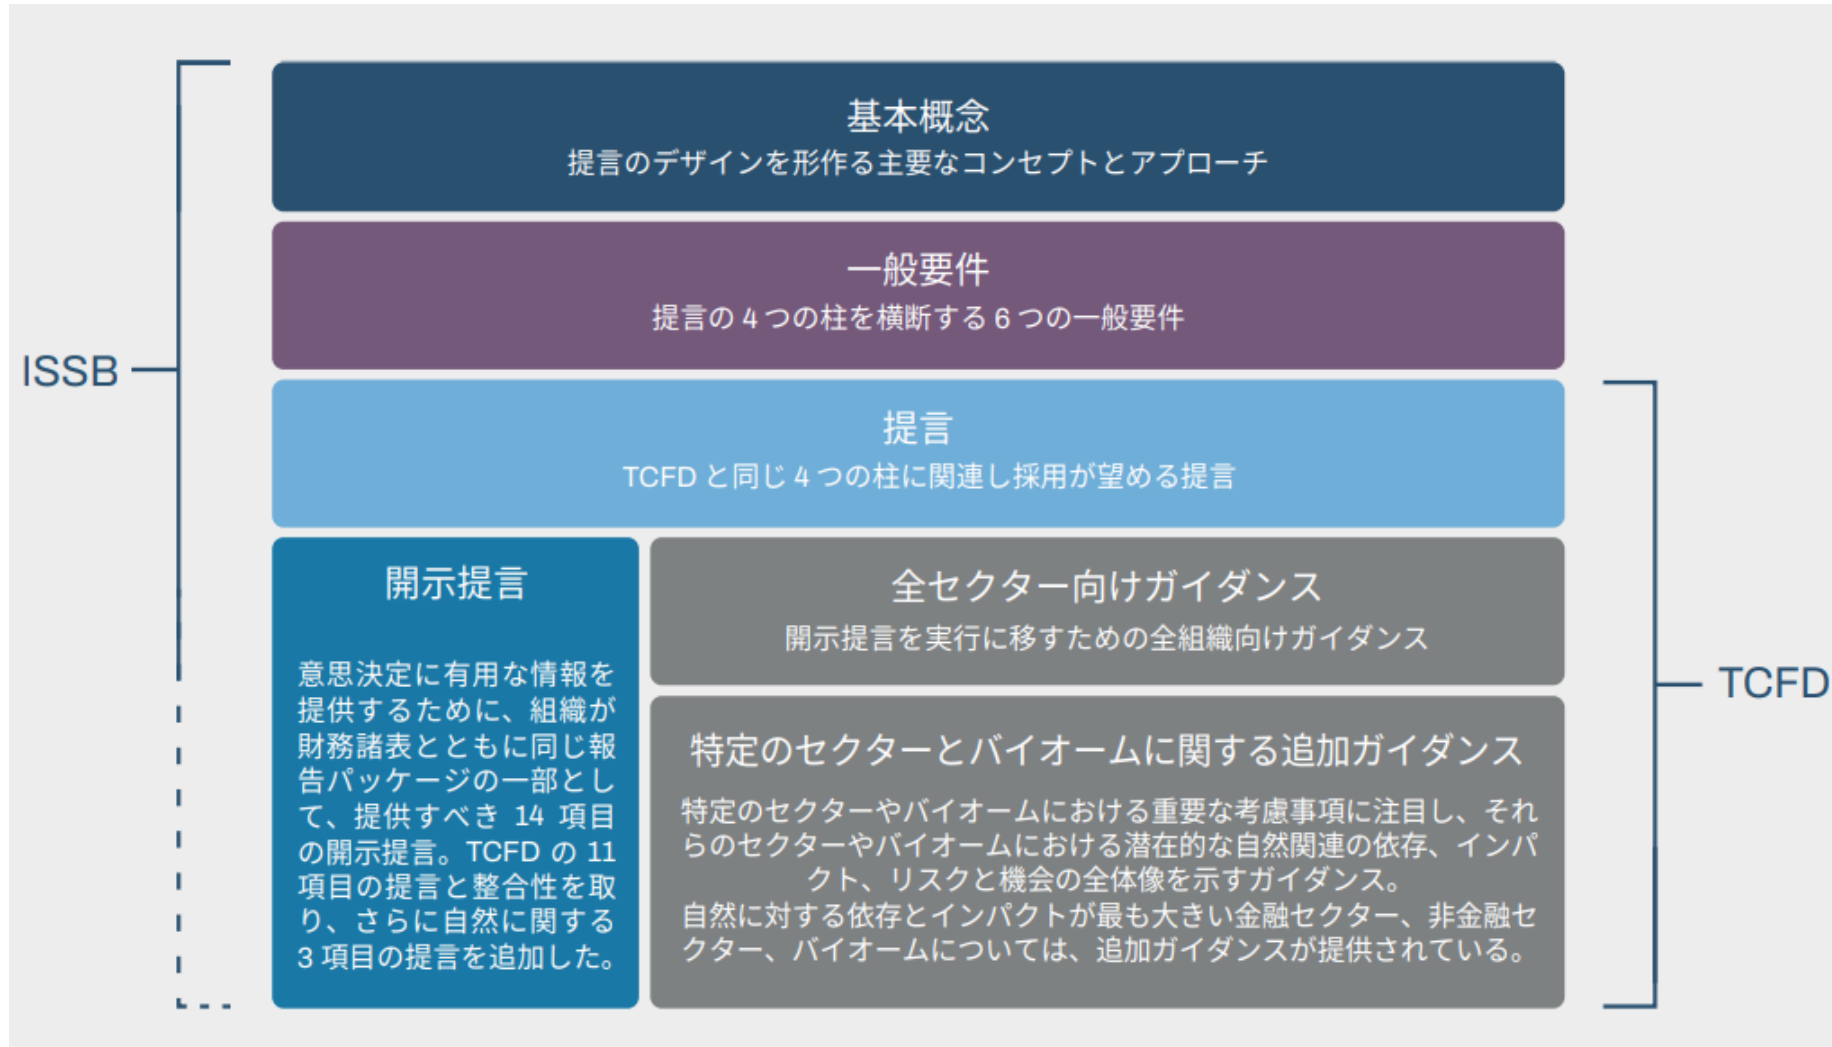 基本概念
提言のデザインを形作る主要なコンセプトとアプローチ
一般要件
提言の 4 つの柱を横断する 6 つの一般要件
ISSB
提言
TCFD と同じ 4 つの柱に関連し採用が望める提言
開示提言
意思決定に有用な情報を
提供するために、組織が
財務諸表とともに同じ報
告パッケージの一部とし
て、提供すべき 14 項目
の開示提言。TCFD の 11
項目の提言と整合性を取
り、さらに自然に関する
3 項目の提言を追加した。
全セクター向けガイダンス
開示提言を実行に移すための全組織向けガイダンス
特定のセクターとバイオームに関する追加ガイダンス
特定のセクターやバイオームにおける重要な考慮事項に注目し、それ
らのセクターやバイオームにおける潜在的な自然関連の依存、インパ
クト、リスクと機会の全体像を示すガイダンス。
自然に対する依存とインパクトが最も大きい金融セクター、非金融セ
クター、バイオームについては、追加ガイダンスが提供されている。
TCFD